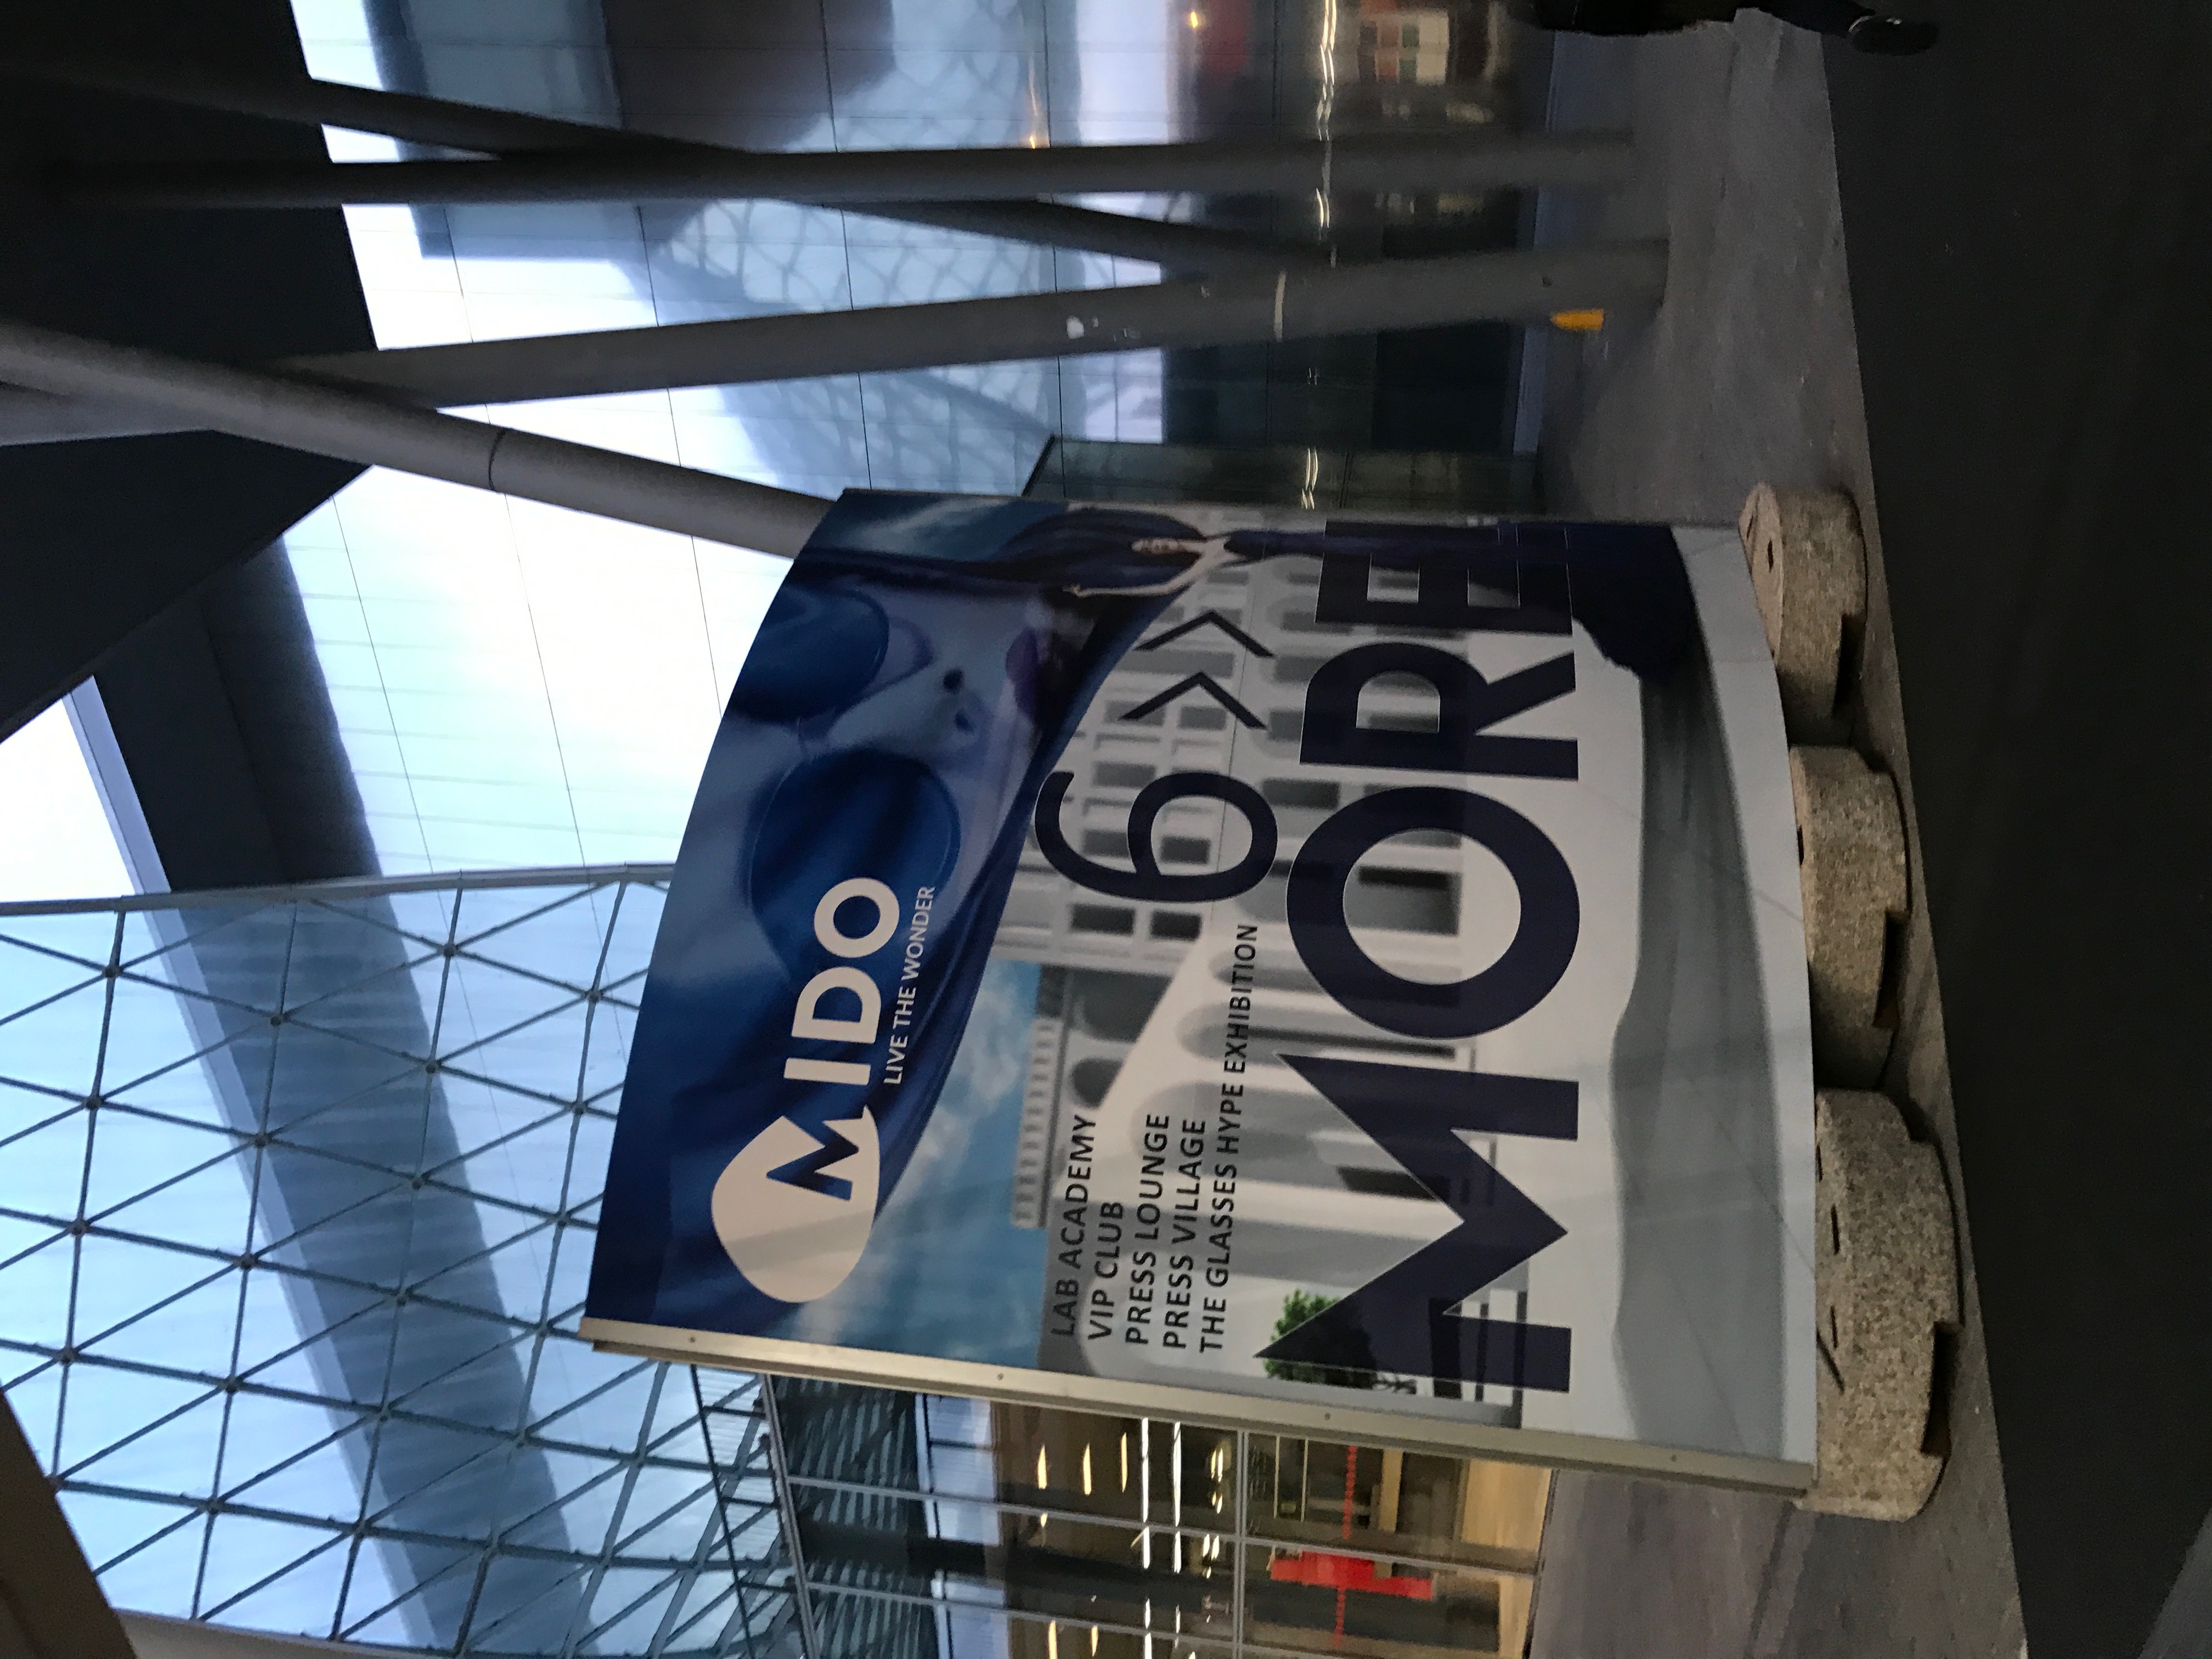 MIDO
LIVE THE WONDER
LAB ACADEMY
VIP CLUB
PRESS LOUNGE
PRESS VILLAGE
THE GLASSES HYPE EXHIBITION
6>>
MORE